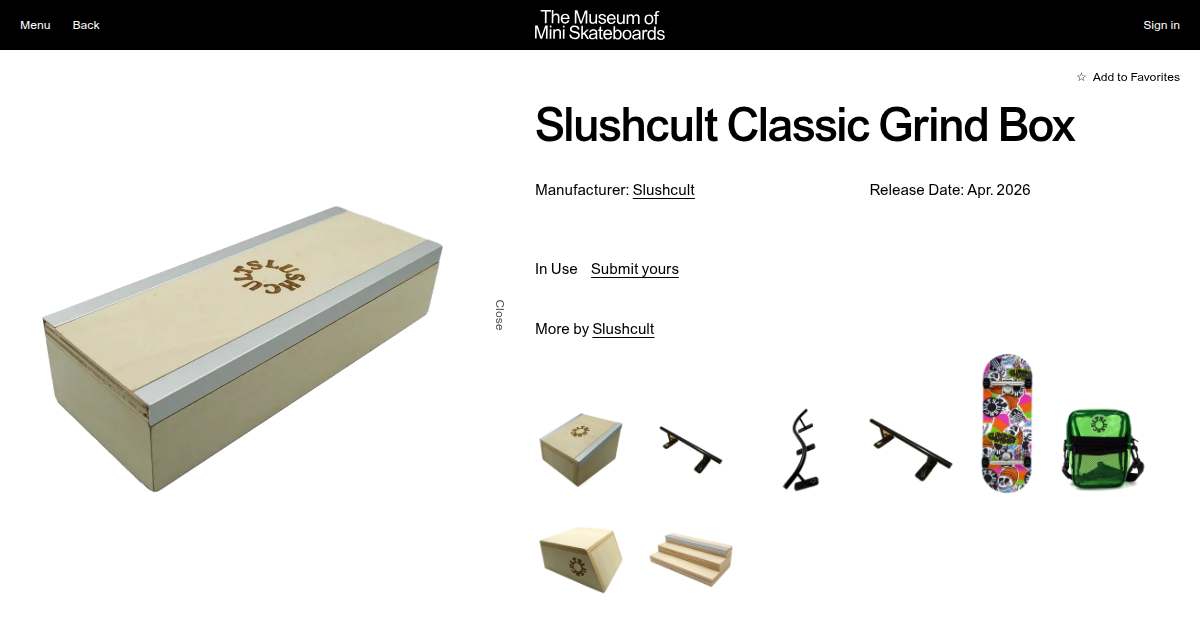 Menu Back
The Museum of
Mini Skateboards
Sign in
☆ Add to Favorites
Slushcult Classic Grind Box
Manufacturer: Slushcult
Release Date: Apr. 2026
In Use Submit yours
Close
More by Slushcult
SLUSHCULT